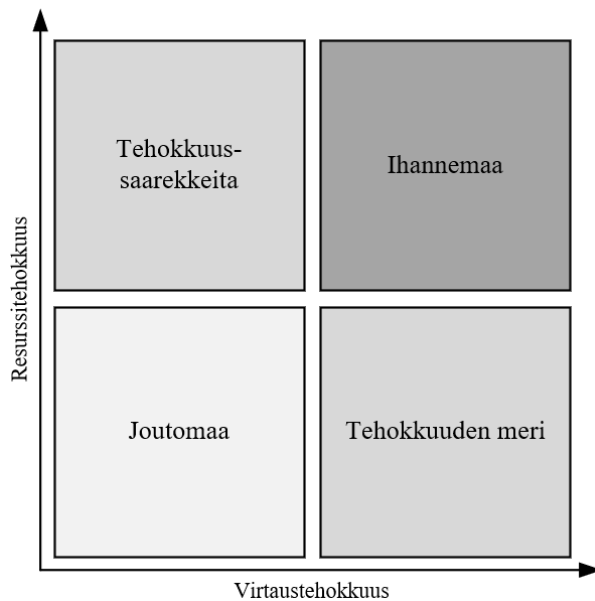 Tehokkuus-
saarekkeita
Ihannemaa
Resurssitehokkuus
Joutomaa
Tehokkuuden meri
Virtaustehokkuus